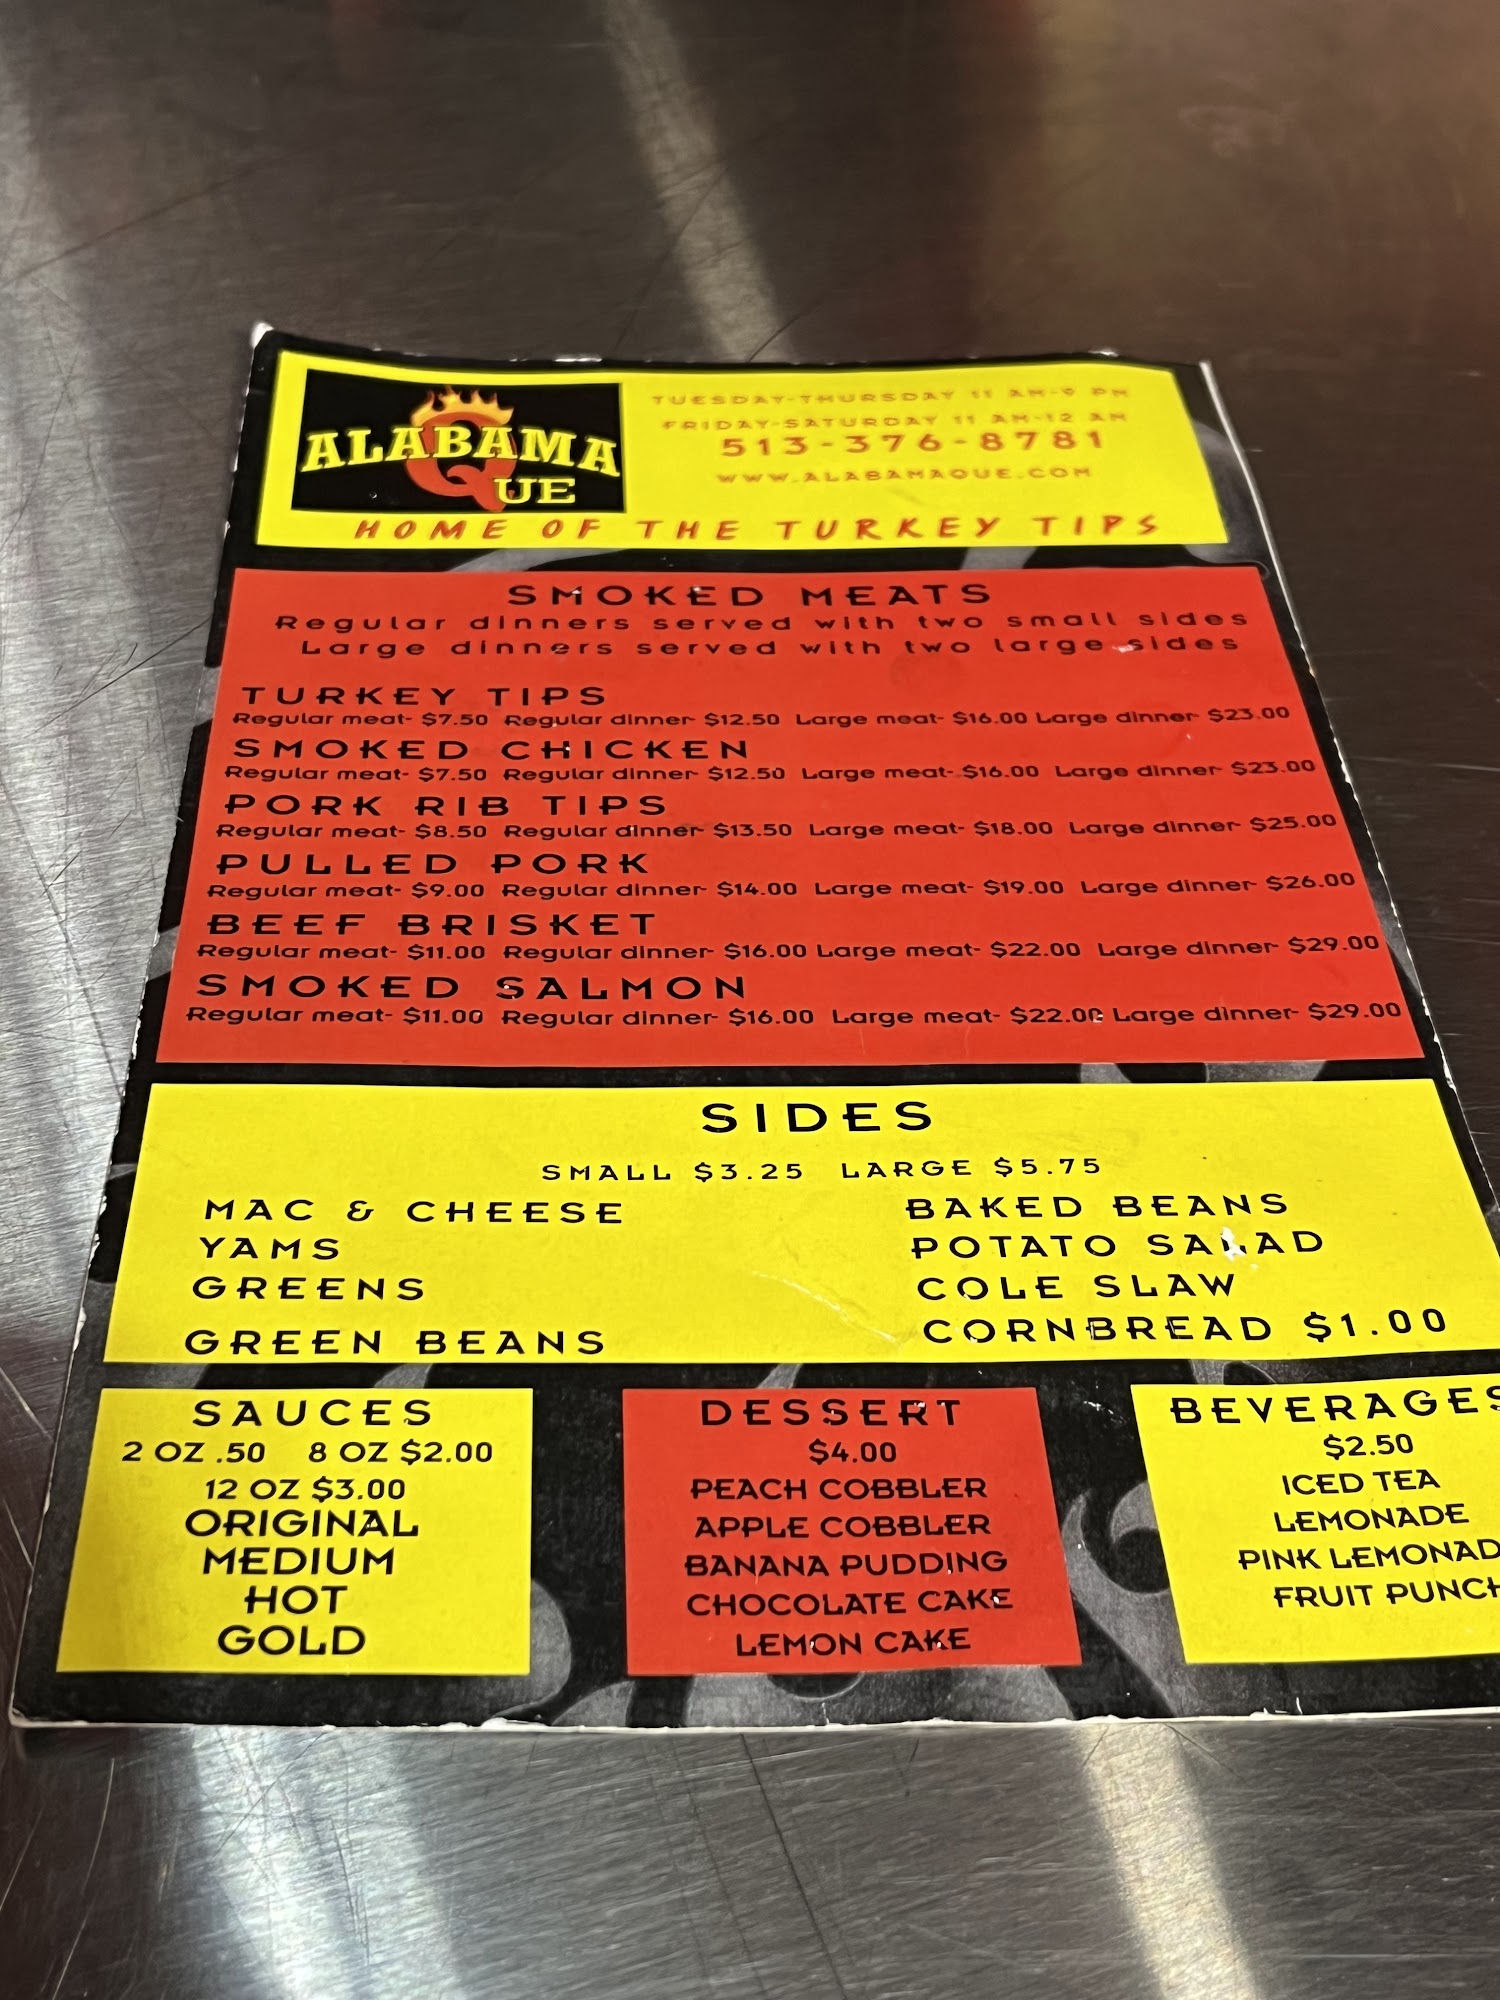 ALABAMA
QUE
TUESDAY-THURSDAY 11 AM-9 PM
FRIDAY-SATURDAY 11 AM-12 AM
513-376-8781
WWW.ALABAMAQUE.COM
HOME OF THE TURKEY TIPS
SMOKED MEATS
Regular dinners served with two small sides
Large dinners served with two large sides
TURKEY TIPS
Regular meat- $7.50 Regular dinner- $12.50 Large meat- $16.00 Large dinner- $23.00
SMOKED CHICKEN
Regular meat- $7.50 Regular dinner- $12.50 Large meat- $16.00 Large dinner- $23.00
PORK RIB TIPS
Regular meat- $8.50 Regular dinner- $13.50 Large meat- $18.00 Large dinner- $25.00
PULLED PORK
Regular meat- $9.00 Regular dinner- $14.00 Large meat- $19.00 Large dinner- $26.00
BEEF BRISKET
Regular meat- $11.00 Regular dinner- $16.00 Large meat- $22.00 Large dinner- $29.00
SMOKED SALMON
Regular meat- $11.00 Regular dinner- $16.00 Large meat- $22.00 Large dinner- $29.00
SIDES
SMALL $3.25 LARGE $5.75
MAC & CHEESE
YAMS
GREENS
GREEN BEANS
BAKED BEANS
POTATO SALAD
COLE SLAW
CORNBREAD $1.00
SAUCES
2 OZ .50 8 OZ $2.00
12 OZ $3.00
ORIGINAL
MEDIUM
HOT
GOLD
DESSERT
$4.00
PEACH COBBLER
APPLE COBBLER
BANANA PUDDING
CHOCOLATE CAKE
LEMON CAKE
BEVERAGES
$2.50
ICED TEA
LEMONADE
PINK LEMONAD
FRUIT PUNCH